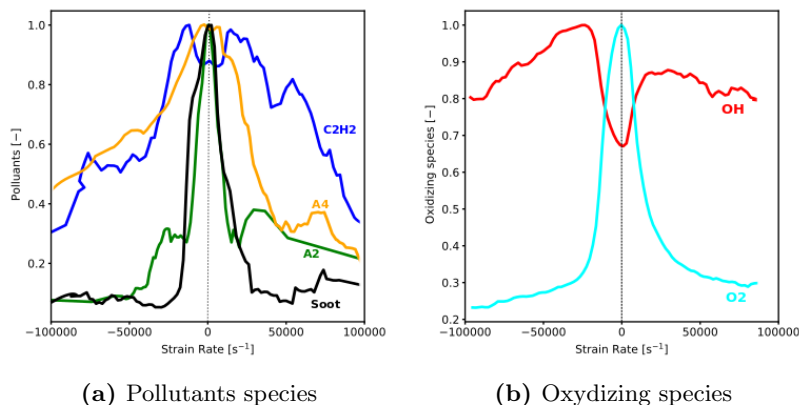 1.0
0.8
0.6
0.4
0.2
Polluants [−]
C2H2
A4
A2
Soot
−100000 −50000 0 50000 100000
Strain Rate [s⁻¹]
(a) Pollutants species
1.0
0.9
0.8
0.7
0.6
0.5
0.4
0.3
0.2
Oxydizing species [−]
OH
O2
−100000 −50000 0 50000 100000
Strain Rate [s⁻¹]
(b) Oxydizing species